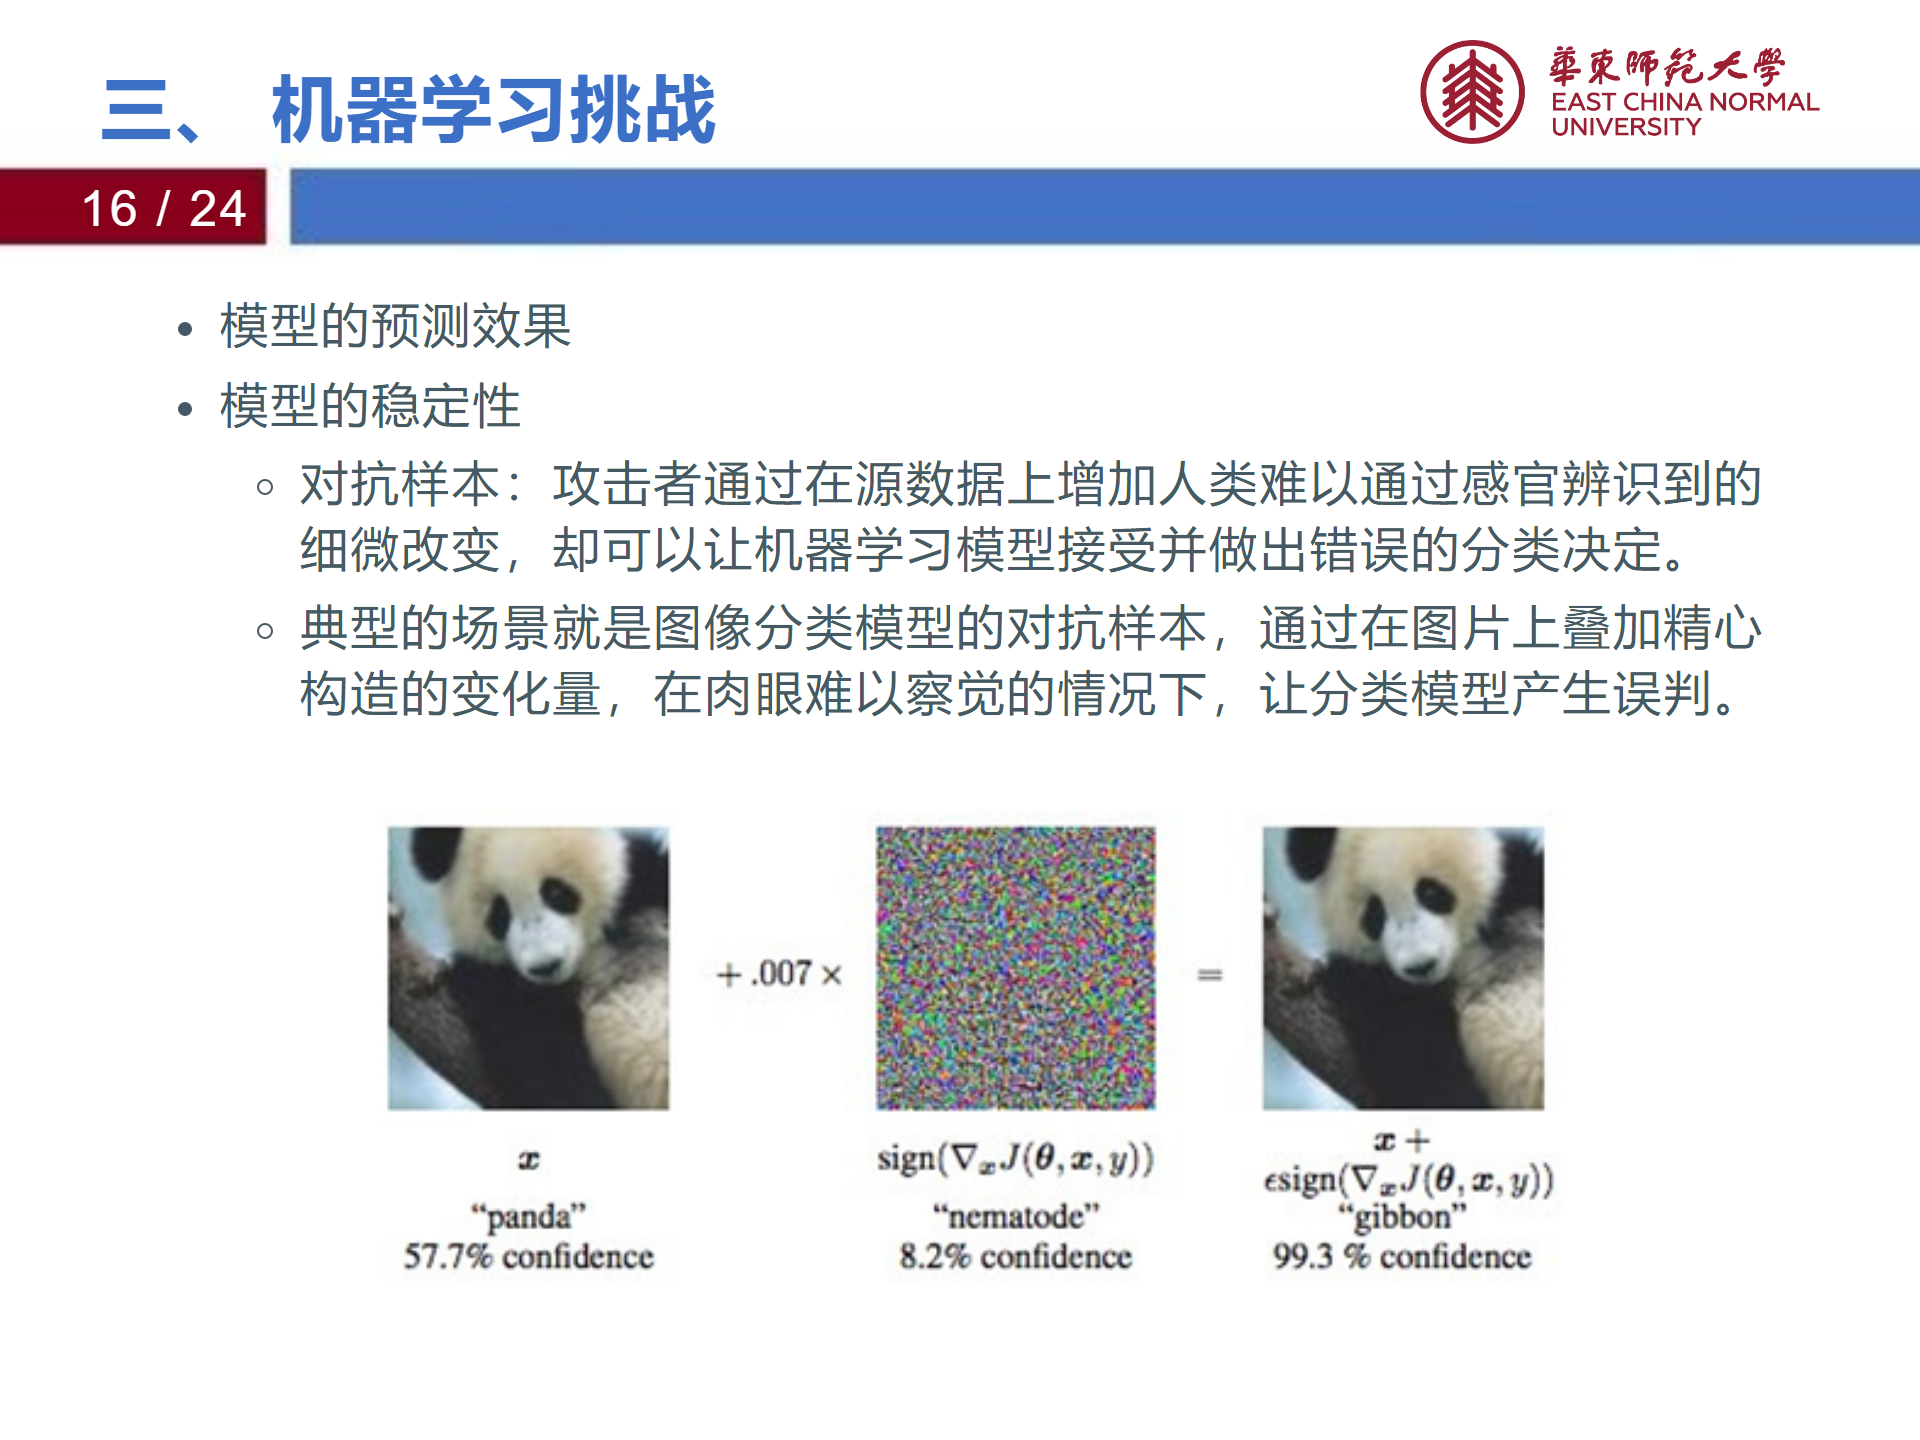 三、 机器学习挑战
華東師範大學
EAST CHINA NORMAL
UNIVERSITY
16 / 24
• 模型的预测效果
• 模型的稳定性
○ 对抗样本：攻击者通过在源数据上增加人类难以通过感官辨识到的
细微改变，却可以让机器学习模型接受并做出错误的分类决定。
○ 典型的场景就是图像分类模型的对抗样本，通过在图片上叠加精心
构造的变化量，在肉眼难以察觉的情况下，让分类模型产生误判。
+ .007 ×
=
x
“panda”
57.7% confidence
sign(∇ₓJ(θ, x, y))
“nematode”
8.2% confidence
x +
ϵsign(∇ₓJ(θ, x, y))
“gibbon”
99.3 % confidence